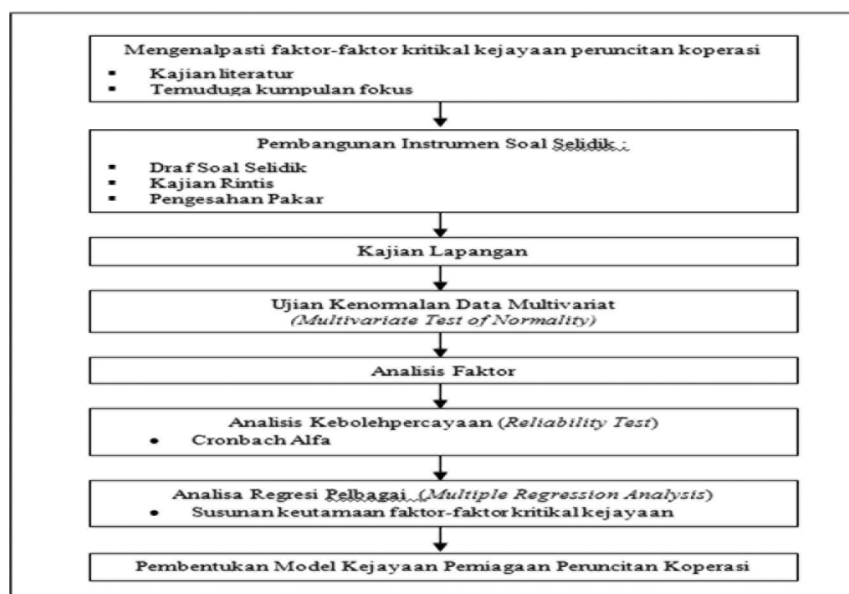 Mengenalpasti faktor-faktor kritikal kejayaan peruncitan koperasi
▪ Kajian literatur
▪ Temuduga kumpulan fokus
Pembangunan Instrumen Soal Selidik :
▪ Draf Soal Selidik
▪ Kajian Rintis
▪ Pengesahan Pakar
Kajian Lapangan
Ujian Kenormalan Data Multivariat
(Multivariate Test of Normality)
Analisis Faktor
Analisis Kebolehpercayaan (Reliability Test)
• Cronbach Alfa
Analisa Regresi Pelbagai (Multiple Regression Analysis)
• Susunan keutamaan faktor-faktor kritikal kejayaan
Pembentukan Model Kejayaan Perniagaan Peruncitan Koperasi